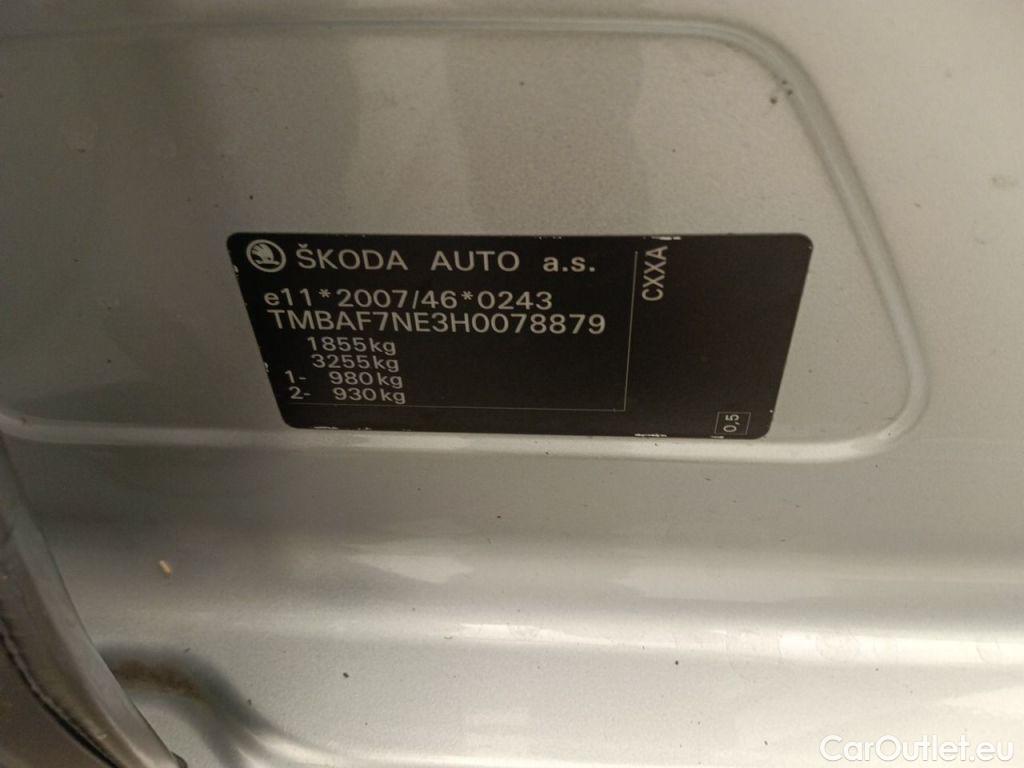 ŠKODA AUTO a.s.
e11*2007/46*0243
TMBAF7NE3H0078879
1855kg
3255kg
1- 980kg
2- 930kg
CXXA
0,5
CarOutlet.eu